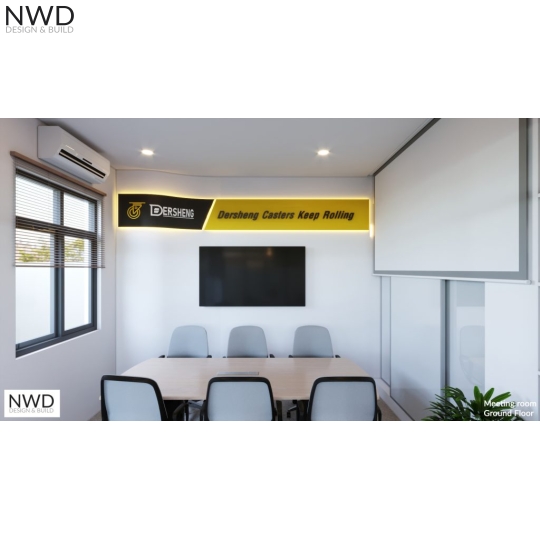 NWD
DESIGN & BUILD
DERSHENG
Dersheng Casters Keep Rolling
NWD
DESIGN & BUILD
Meeting room
Ground Floor